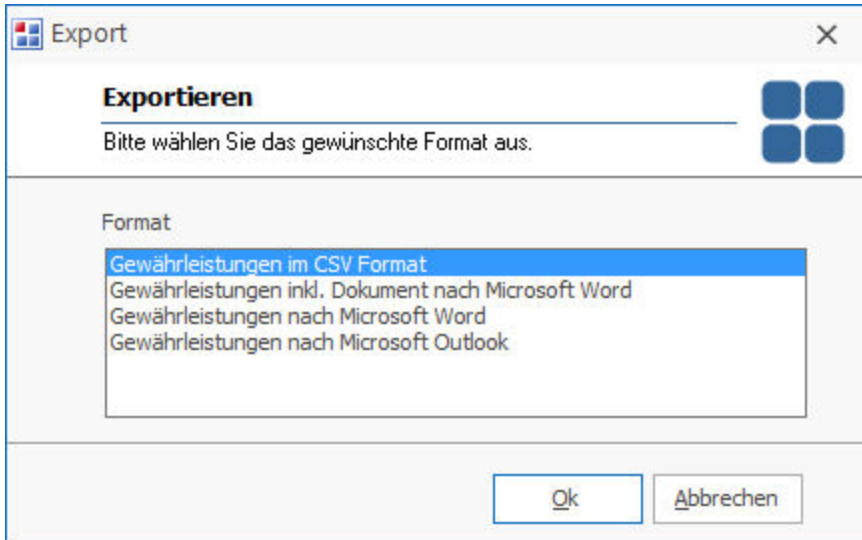 Export
Exportieren
Bitte wählen Sie das gewünschte Format aus.
Format
Gewährleistungen im CSV Format
Gewährleistungen inkl. Dokument nach Microsoft Word
Gewährleistungen nach Microsoft Word
Gewährleistungen nach Microsoft Outlook
Ok
Abbrechen